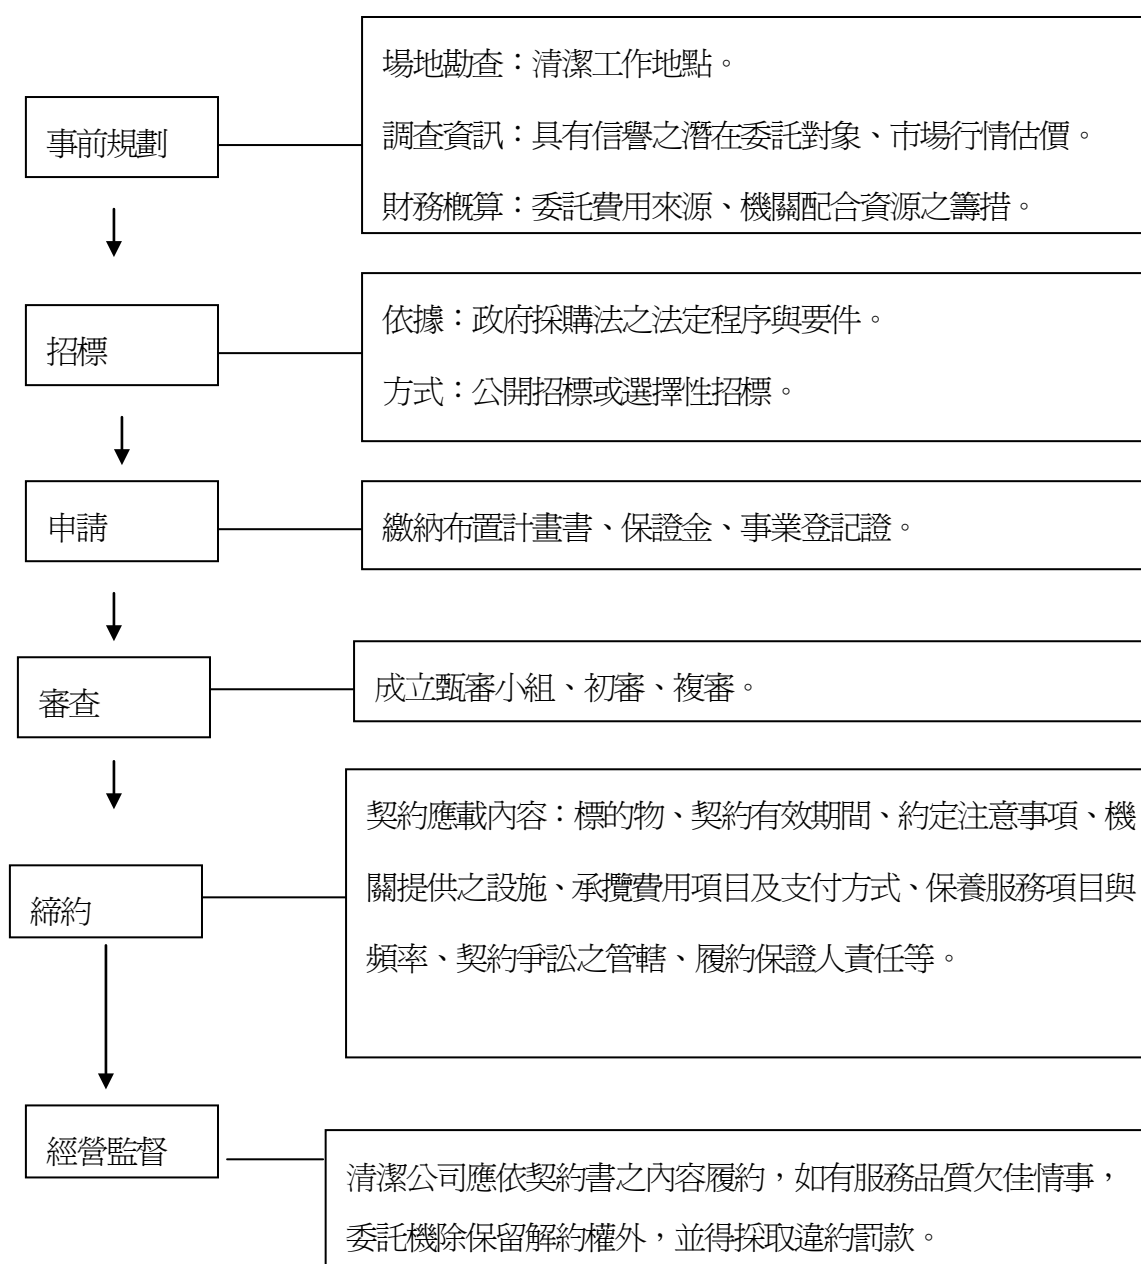 事前規劃
場地勘查：清潔工作地點。
調查資訊：具有信譽之潛在委託對象、市場行情估價。
財務概算：委託費用來源、機關配合資源之籌措。
招標
依據：政府採購法之法定程序與要件。
方式：公開招標或選擇性招標。
申請
繳納布置計畫書、保證金、事業登記證。
審查
成立甄審小組、初審、複審。
締約
契約應載內容：標的物、契約有效期間、約定注意事項、機
關提供之設施、承攬費用項目及支付方式、保養服務項目與
頻率、契約爭訟之管轄、履約保證人責任等。
經營監督
清潔公司應依契約書之內容履約，如有服務品質欠佳情事，
委託機除保留解約權外，並得採取違約罰款。